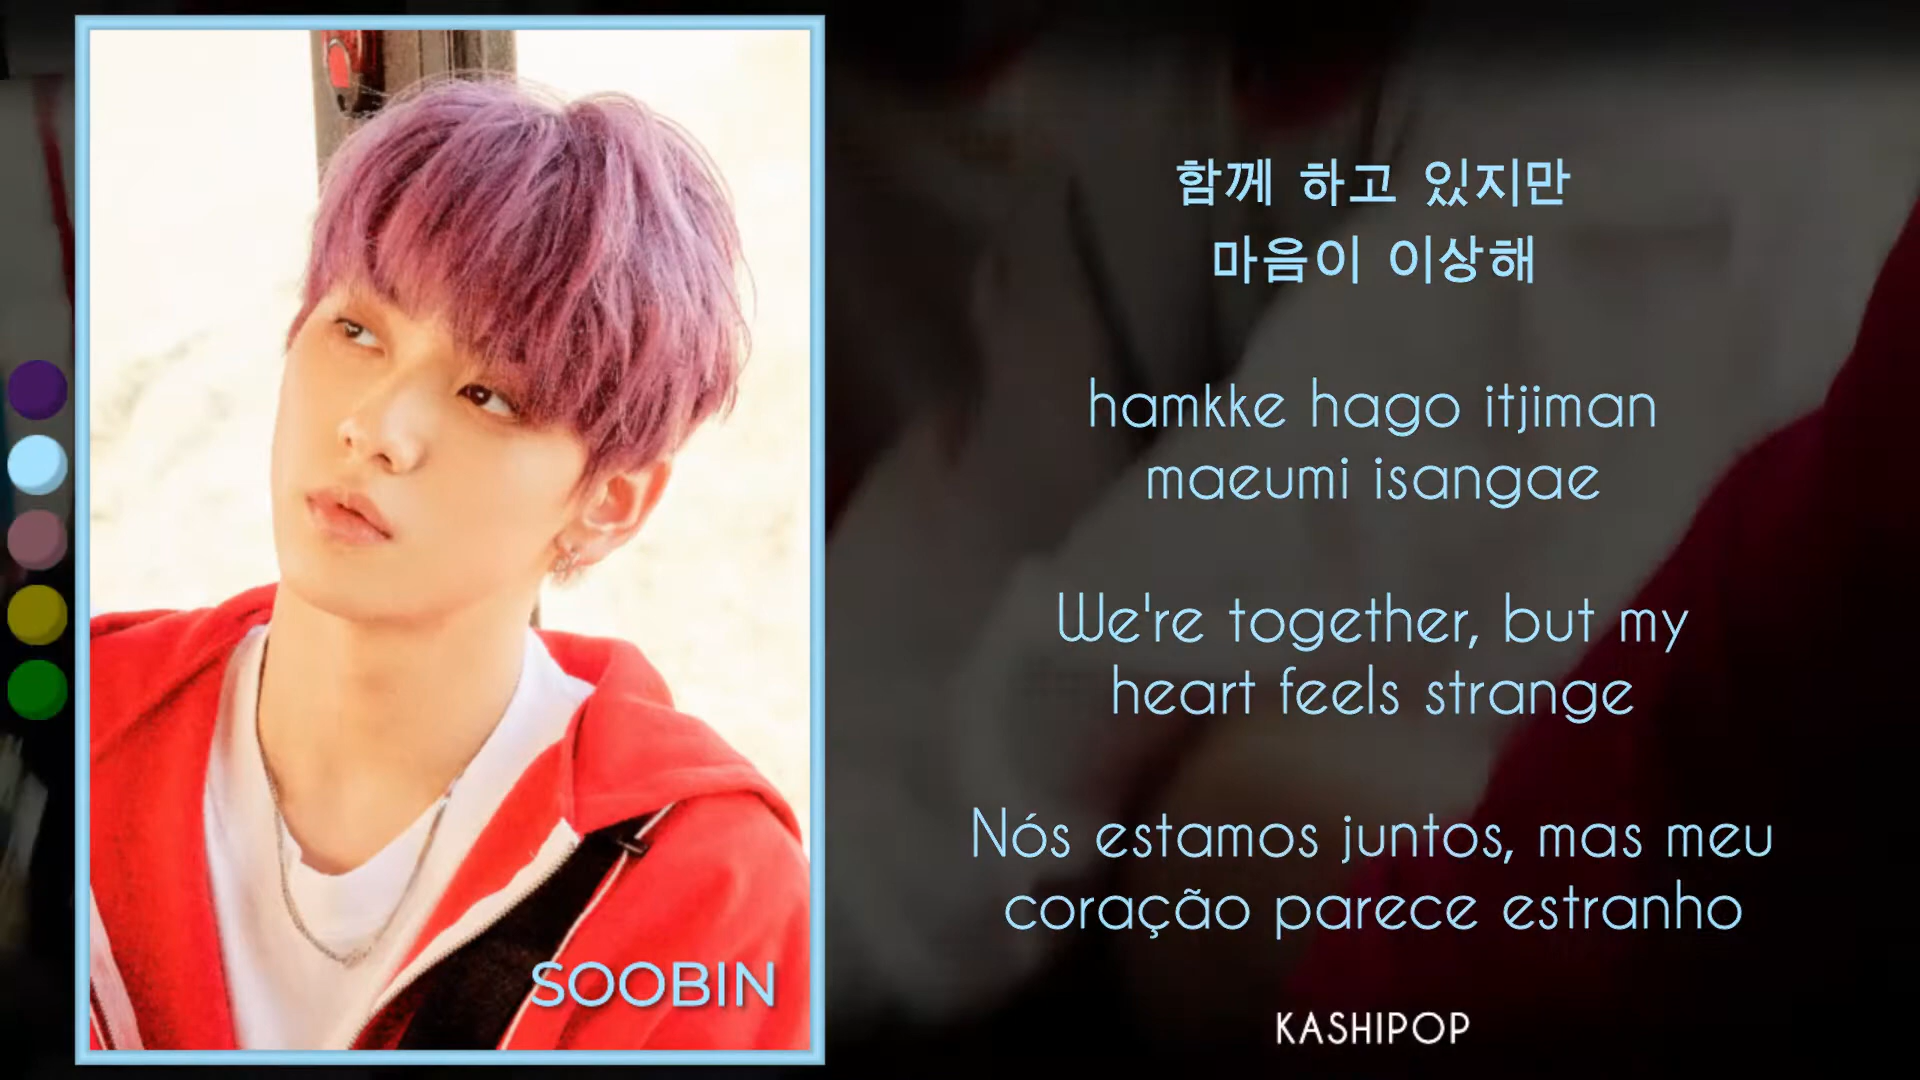 함께 하고 있지만
마음이 이상해
hamkke hago itjiman
maeumi isangae
We're together, but my
heart feels strange
Nós estamos juntos, mas meu
coração parece estranho
SOOBIN
KASHIPOP